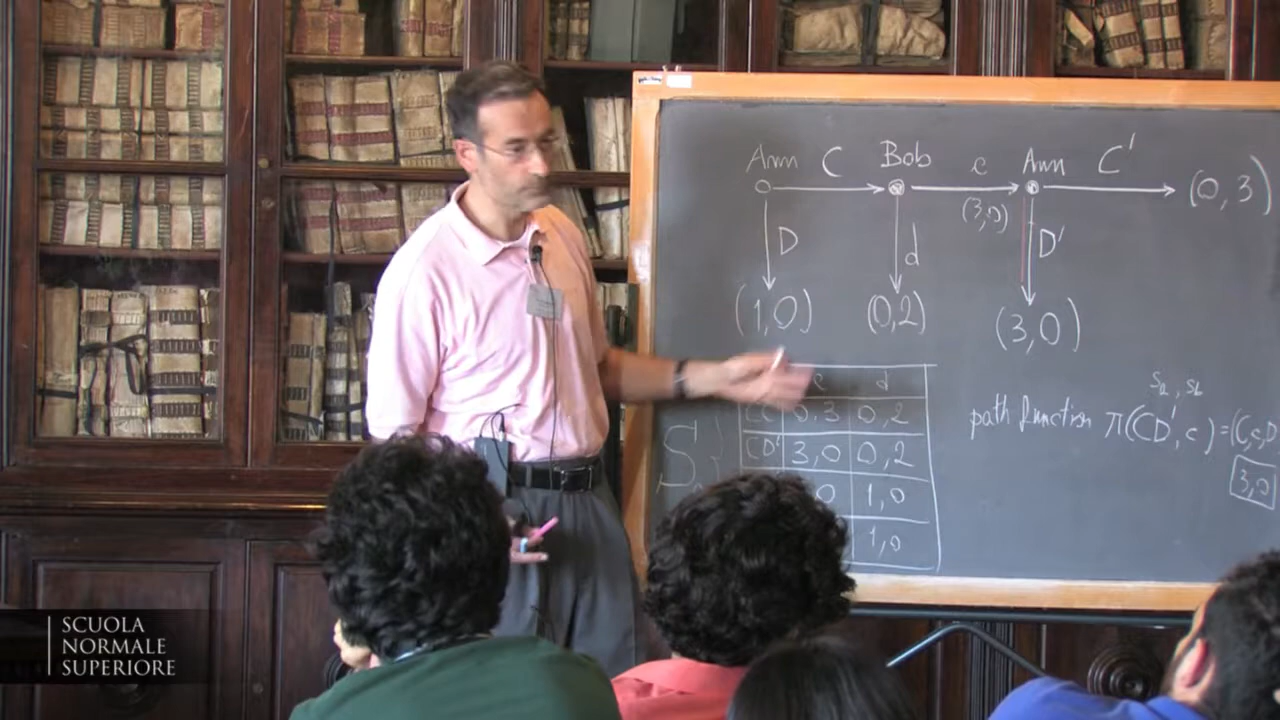 Ann C Bob c Ann C' (0, 3)
(3,0)
D d D'
(1,0) (0,2) (3,0)
c d
CC' 0,3 0,2
CD' 3,0 0,2
0 1,0
1,0
S
sₐ, s_b
path function π(CD', c) = (C,c,D
3,0
SCUOLA
NORMALE
SUPERIORE